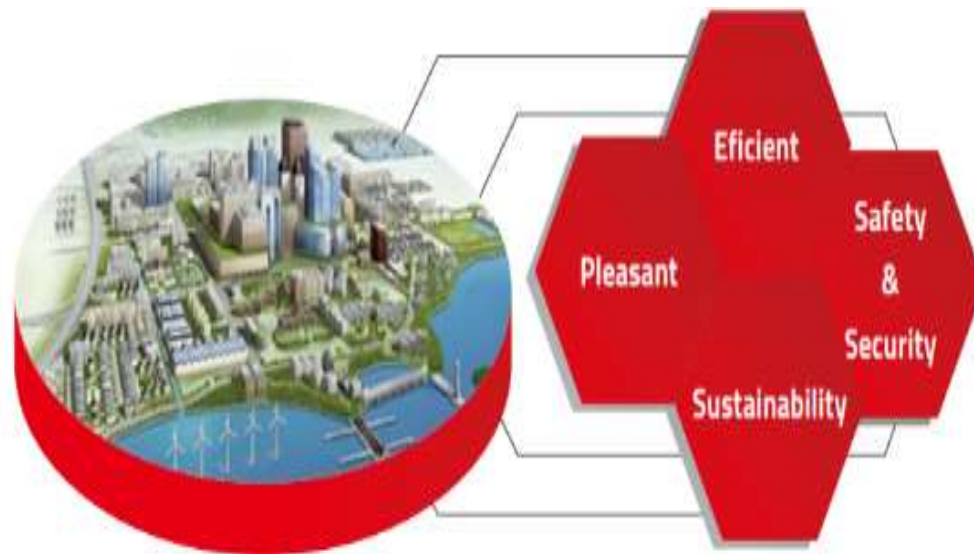 Eficient
Pleasant
Safety
&
Security
Sustainability